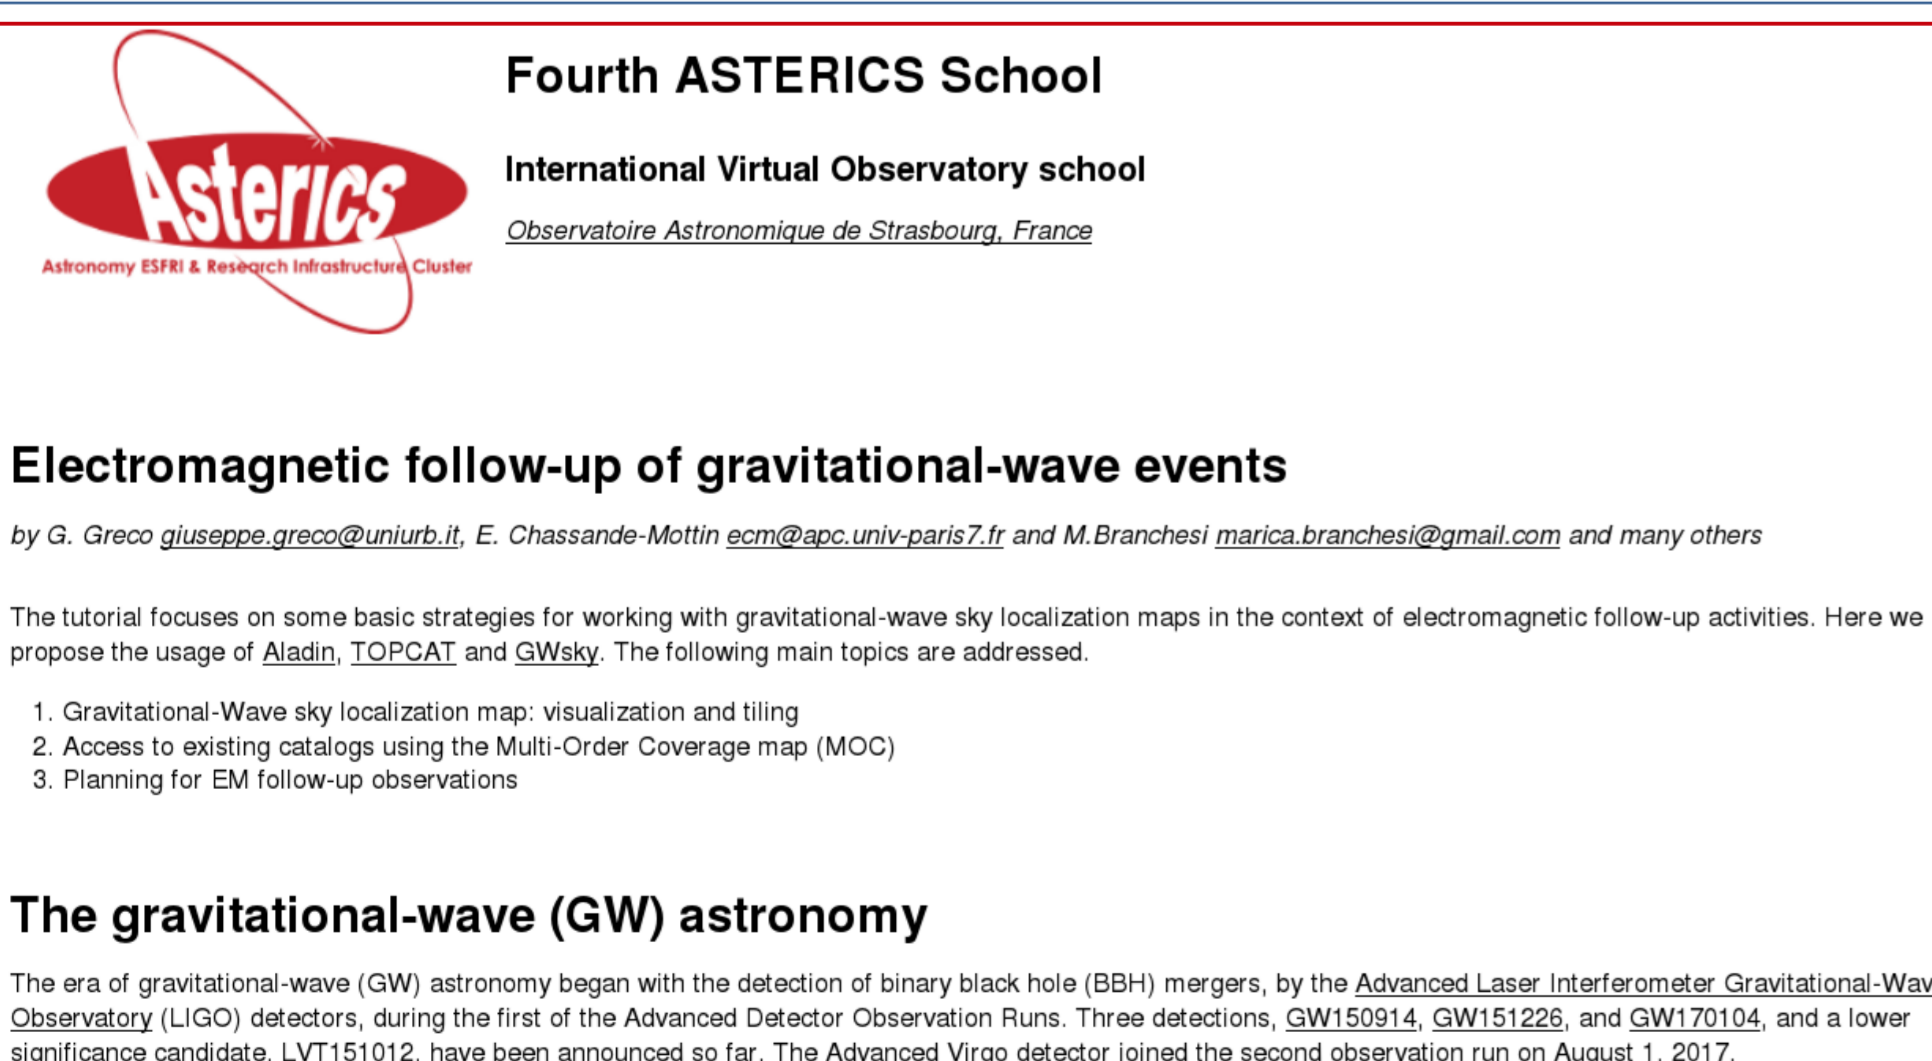 Asterics
Astronomy ESFRI & Research Infrastructure Cluster
Fourth ASTERICS School
International Virtual Observatory school
Observatoire Astronomique de Strasbourg, France
Electromagnetic follow-up of gravitational-wave events
by G. Greco giuseppe.greco@uniurb.it, E. Chassande-Mottin ecm@apc.univ-paris7.fr and M.Branchesi marica.branchesi@gmail.com and many others
The tutorial focuses on some basic strategies for working with gravitational-wave sky localization maps in the context of electromagnetic follow-up activities. Here we
propose the usage of Aladin, TOPCAT and GWsky. The following main topics are addressed.
1. Gravitational-Wave sky localization map: visualization and tiling
2. Access to existing catalogs using the Multi-Order Coverage map (MOC)
3. Planning for EM follow-up observations
The gravitational-wave (GW) astronomy
The era of gravitational-wave (GW) astronomy began with the detection of binary black hole (BBH) mergers, by the Advanced Laser Interferometer Gravitational-Wav
Observatory (LIGO) detectors, during the first of the Advanced Detector Observation Runs. Three detections, GW150914, GW151226, and GW170104, and a lower
significance candidate, LVT151012, have been announced so far. The Advanced Virgo detector joined the second observation run on August 1, 2017.